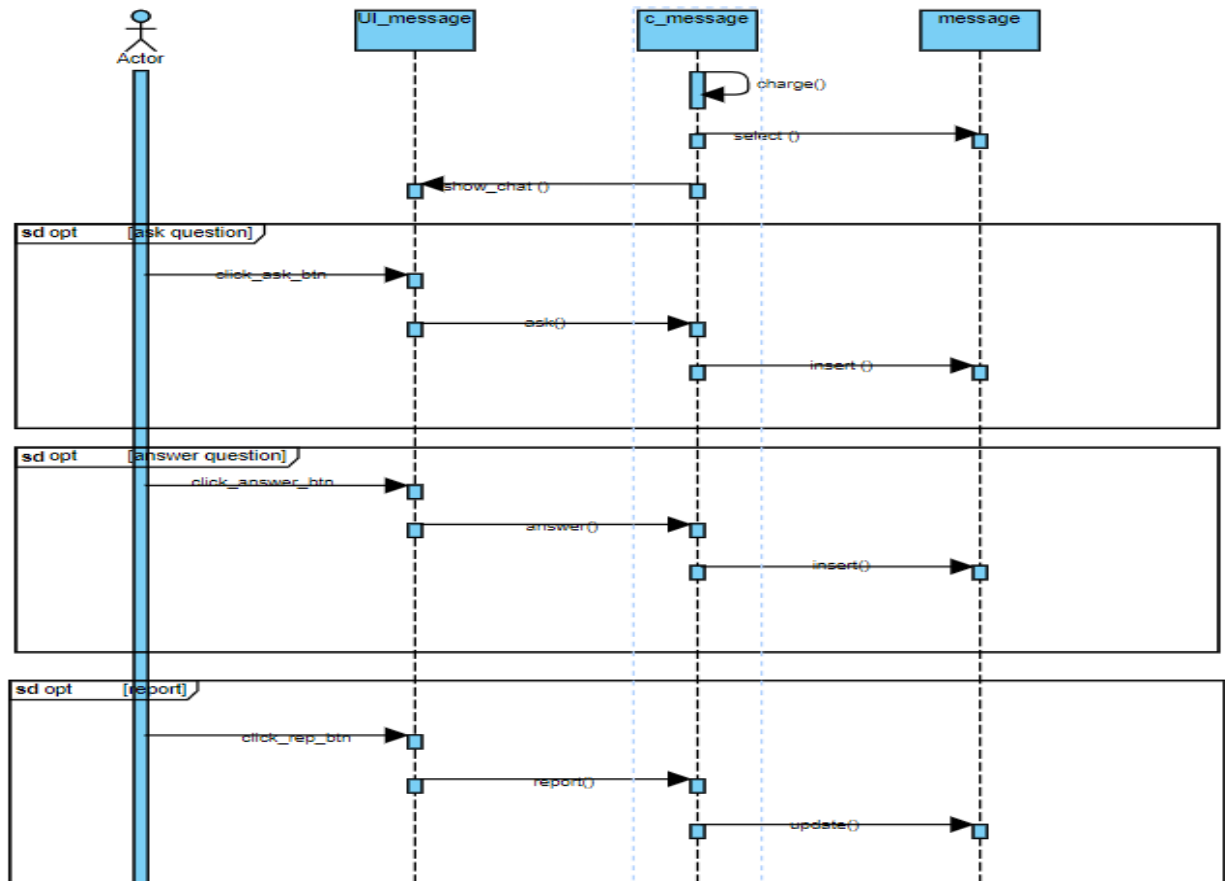 UI_message
c_message
message
Actor
charge()
select ()
show_chat ()
sd opt [ask question]
click_ask_btn
ask()
insert ()
sd opt [answer question]
click_answer_btn
answer()
insert()
sd opt [report]
click_rep_btn
report()
update()